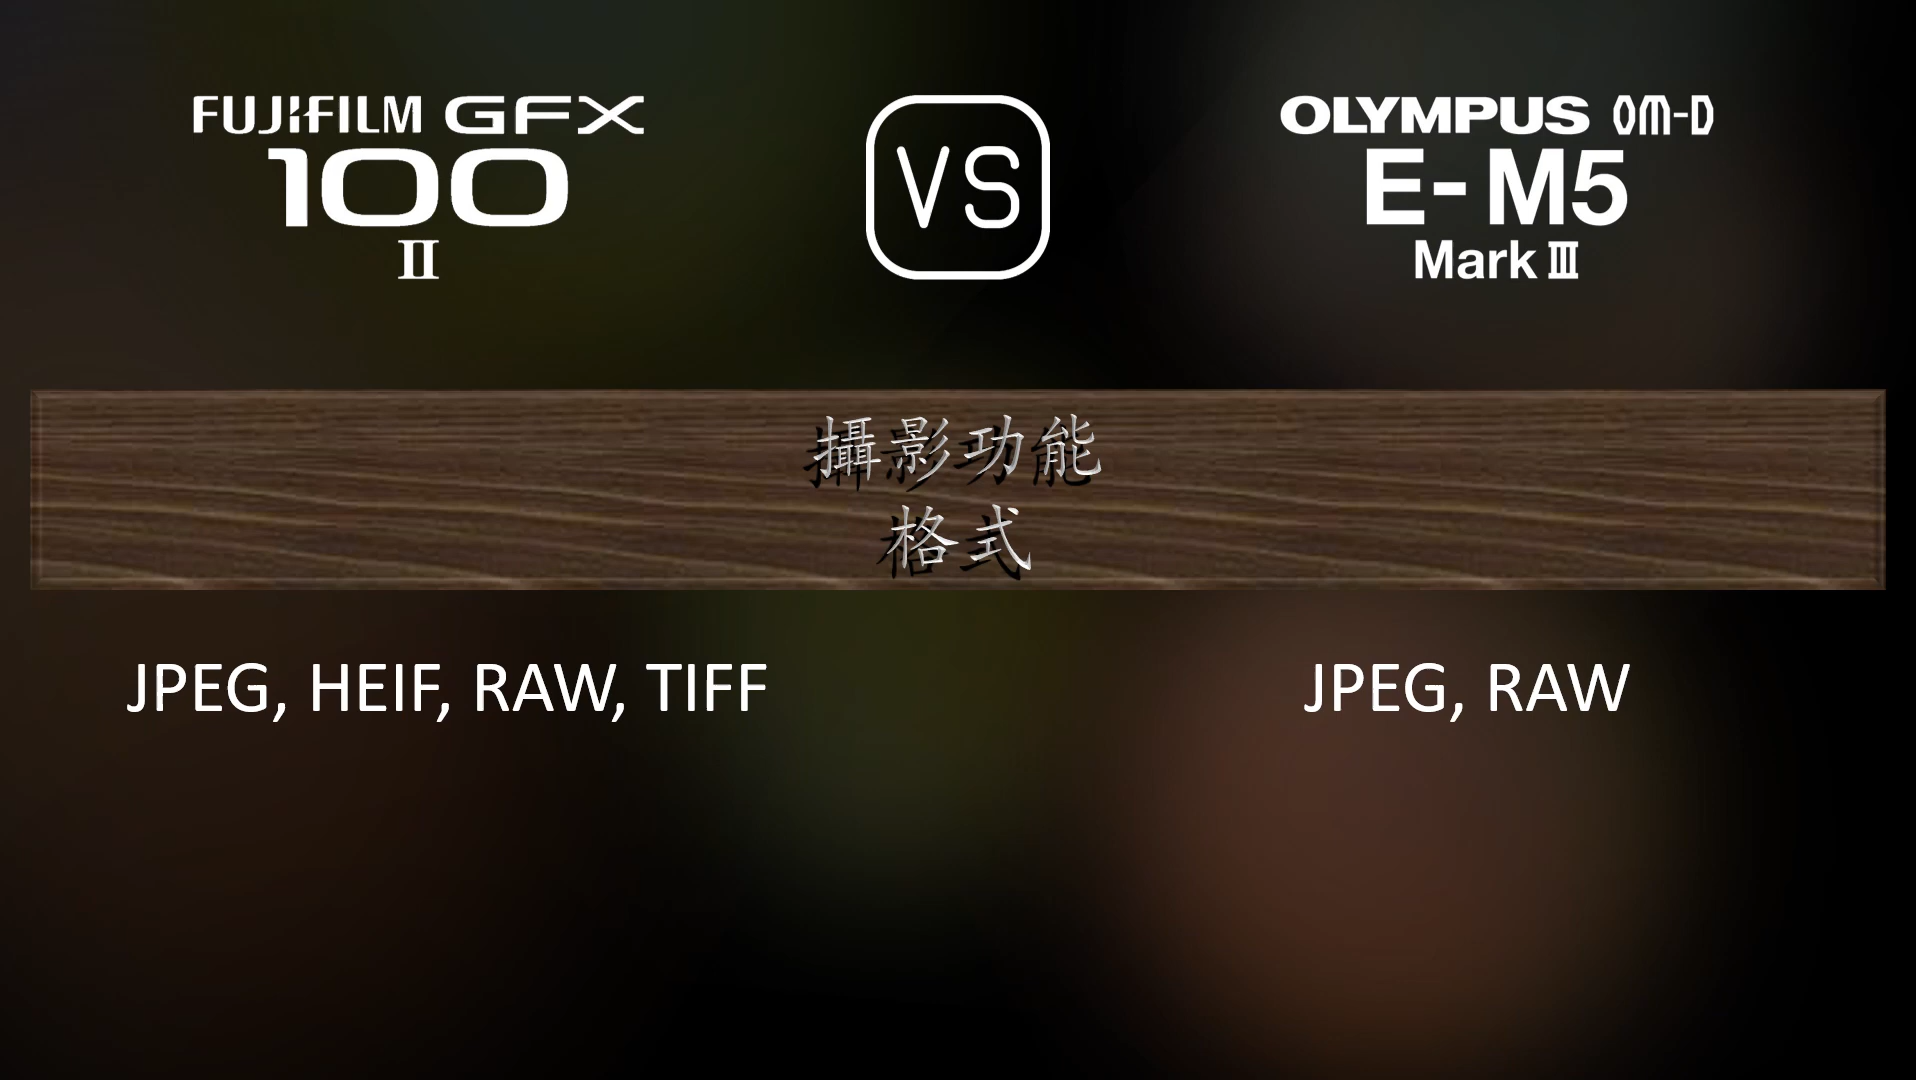 FUJIFILM GFX
100
II
VS
OLYMPUS OM-D
E-M5
Mark III
攝影功能
格式
JPEG, HEIF, RAW, TIFF
JPEG, RAW